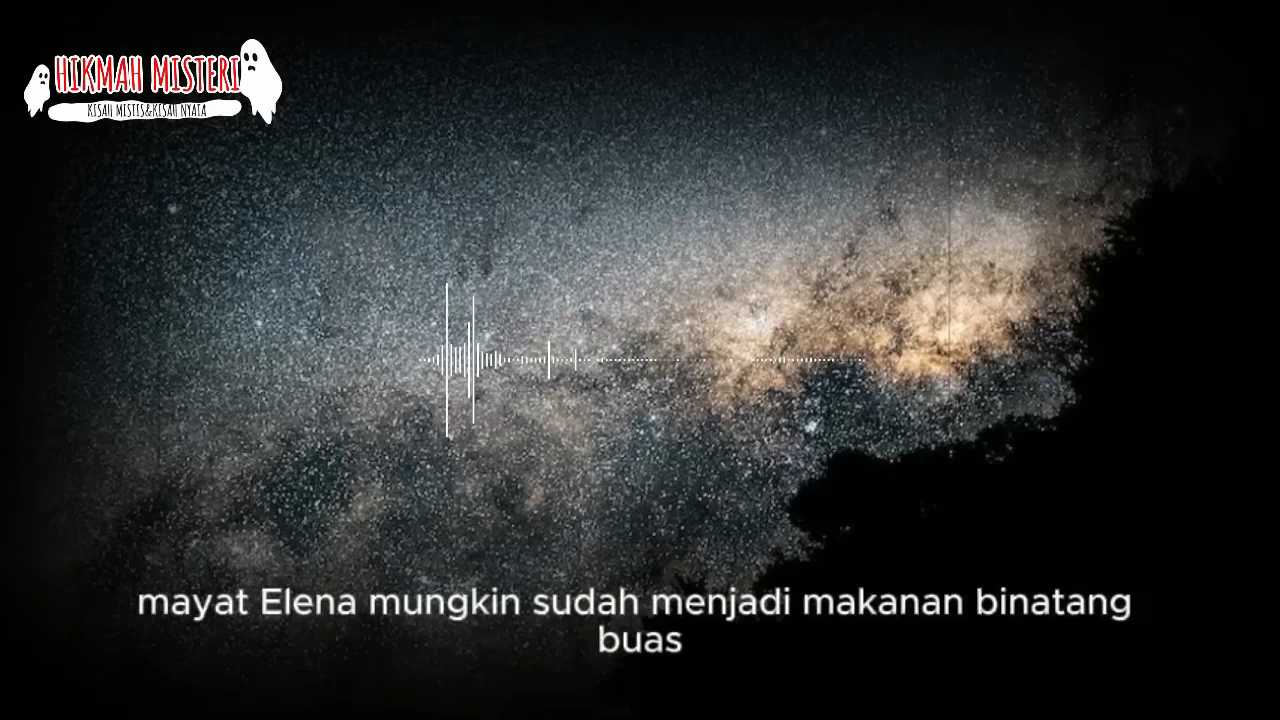 HIKMAH MISTERI
KISAH MISTIS&KISAH NYATA
mayat Elena mungkin sudah menjadi makanan binatang
buas